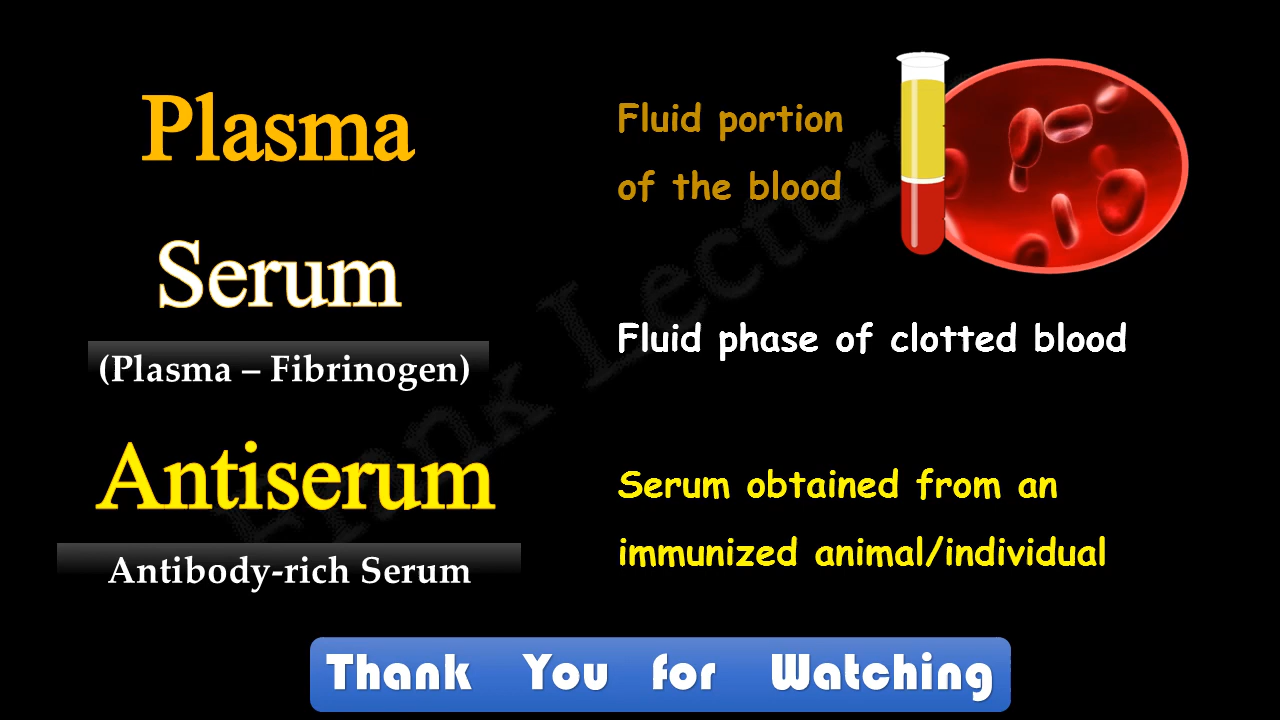 Plasma
Fluid portion
of the blood
Serum
(Plasma – Fibrinogen)
Fluid phase of clotted blood
Antiserum
Antibody-rich Serum
Serum obtained from an
immunized animal/individual
Thank You for Watching